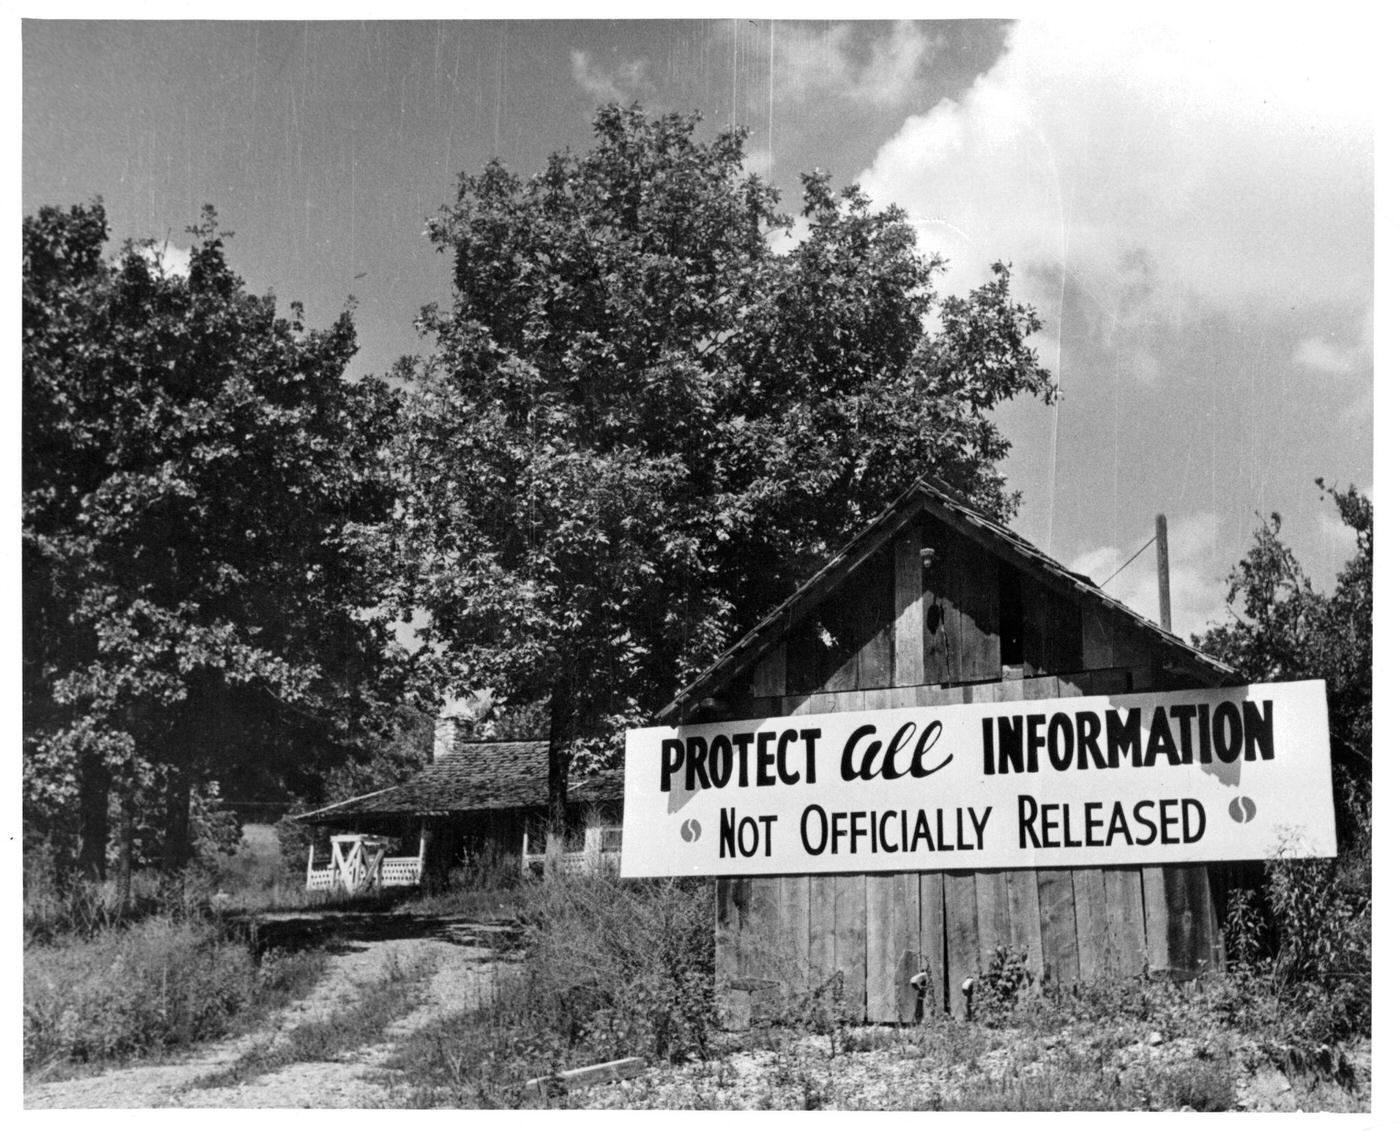 PROTECT all INFORMATION
NOT OFFICIALLY RELEASED